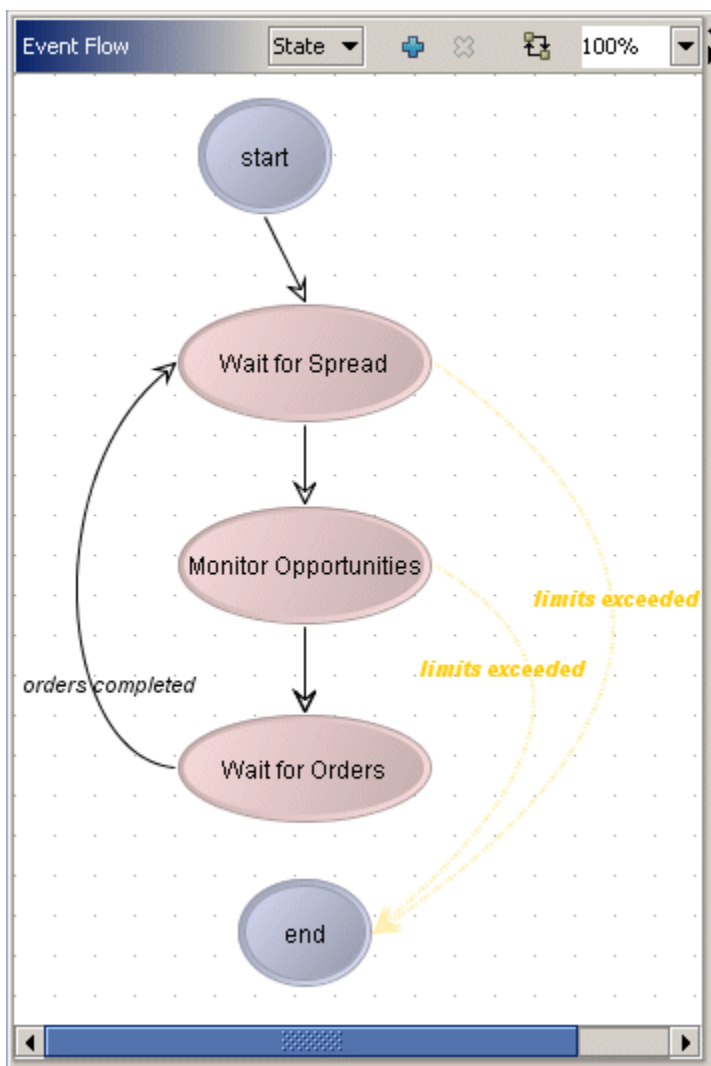 Event Flow State 100%
start
Wait for Spread
Monitor Opportunities
limits exceeded
limits exceeded
orders completed
Wait for Orders
end